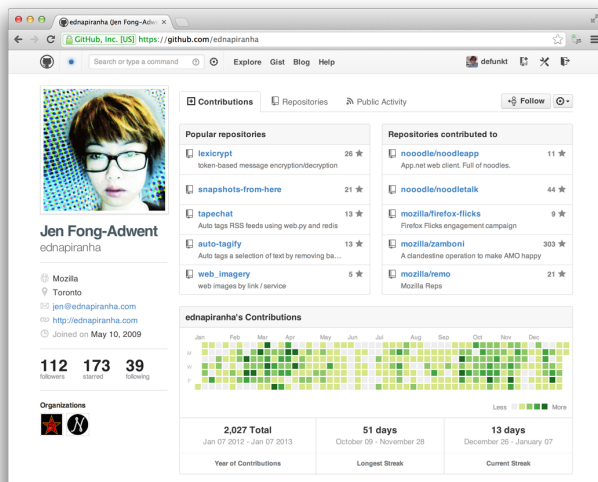 ednapiranha (Jen Fong-Adwe
GitHub, Inc. [US] https://github.com/ednapiranha
Search or type a command
Explore Gist Blog Help
defunkt
Contributions
Repositories
Public Activity
Follow
Jen Fong-Adwent
ednapiranha
Mozilla
Toronto
jen@ednapiranha.com
http://ednapiranha.com
Joined on May 10, 2009
112 173 39
followers starred following
Organizations
Popular repositories
lexicrypt 26
token-based message encryption/decryption
snapshots-from-here 21
tapechat 13
Auto tags RSS feeds using web.py and redis
auto-tagify 13
Auto tags a selection of text by removing ba...
web_imagery 5
web images by link / service
Repositories contributed to
nooodle/noodleapp 11
App.net web client. Full of noodles.
nooodle/noodletalk 44
mozilla/firefox-flicks 9
Firefox Flicks engagement campaign
mozilla/zamboni 303
A clandestine operation to make AMO happy
mozilla/remo 21
Mozilla Reps
ednapiranha's Contributions
Jan Feb Mar Apr May Jun Jul Aug Sep Oct Nov Dec
M
W
F
Less More
2,027 Total
Jan 07 2012 - Jan 07 2013
Year of Contributions
51 days
October 09 - November 28
Longest Streak
13 days
December 26 - January 07
Current Streak